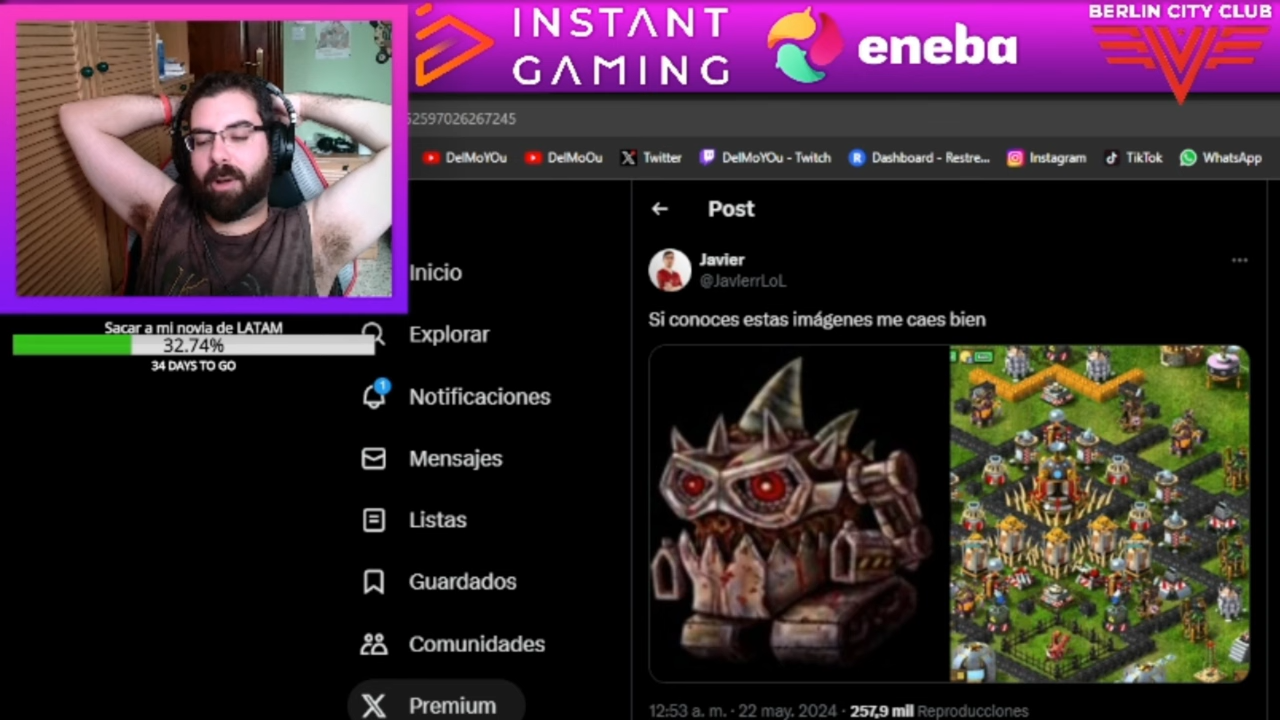 INSTANT
GAMING
eneba
BERLIN CITY CLUB
62597026267245
DelMoYOu
DelMoOu
Twitter
DelMoYOu - Twitch
Dashboard - Restre...
Instagram
TikTok
WhatsApp
Post
Javier
@JavierrLoL
Si conoces estas imágenes me caes bien
Sacar a mi novia de LATAM
32.74%
34 DAYS TO GO
Inicio
Explorar
1
Notificaciones
Mensajes
Listas
Guardados
Comunidades
Premium
12:53 a. m. · 22 may. 2024 · 257,9 mil Reproducciones